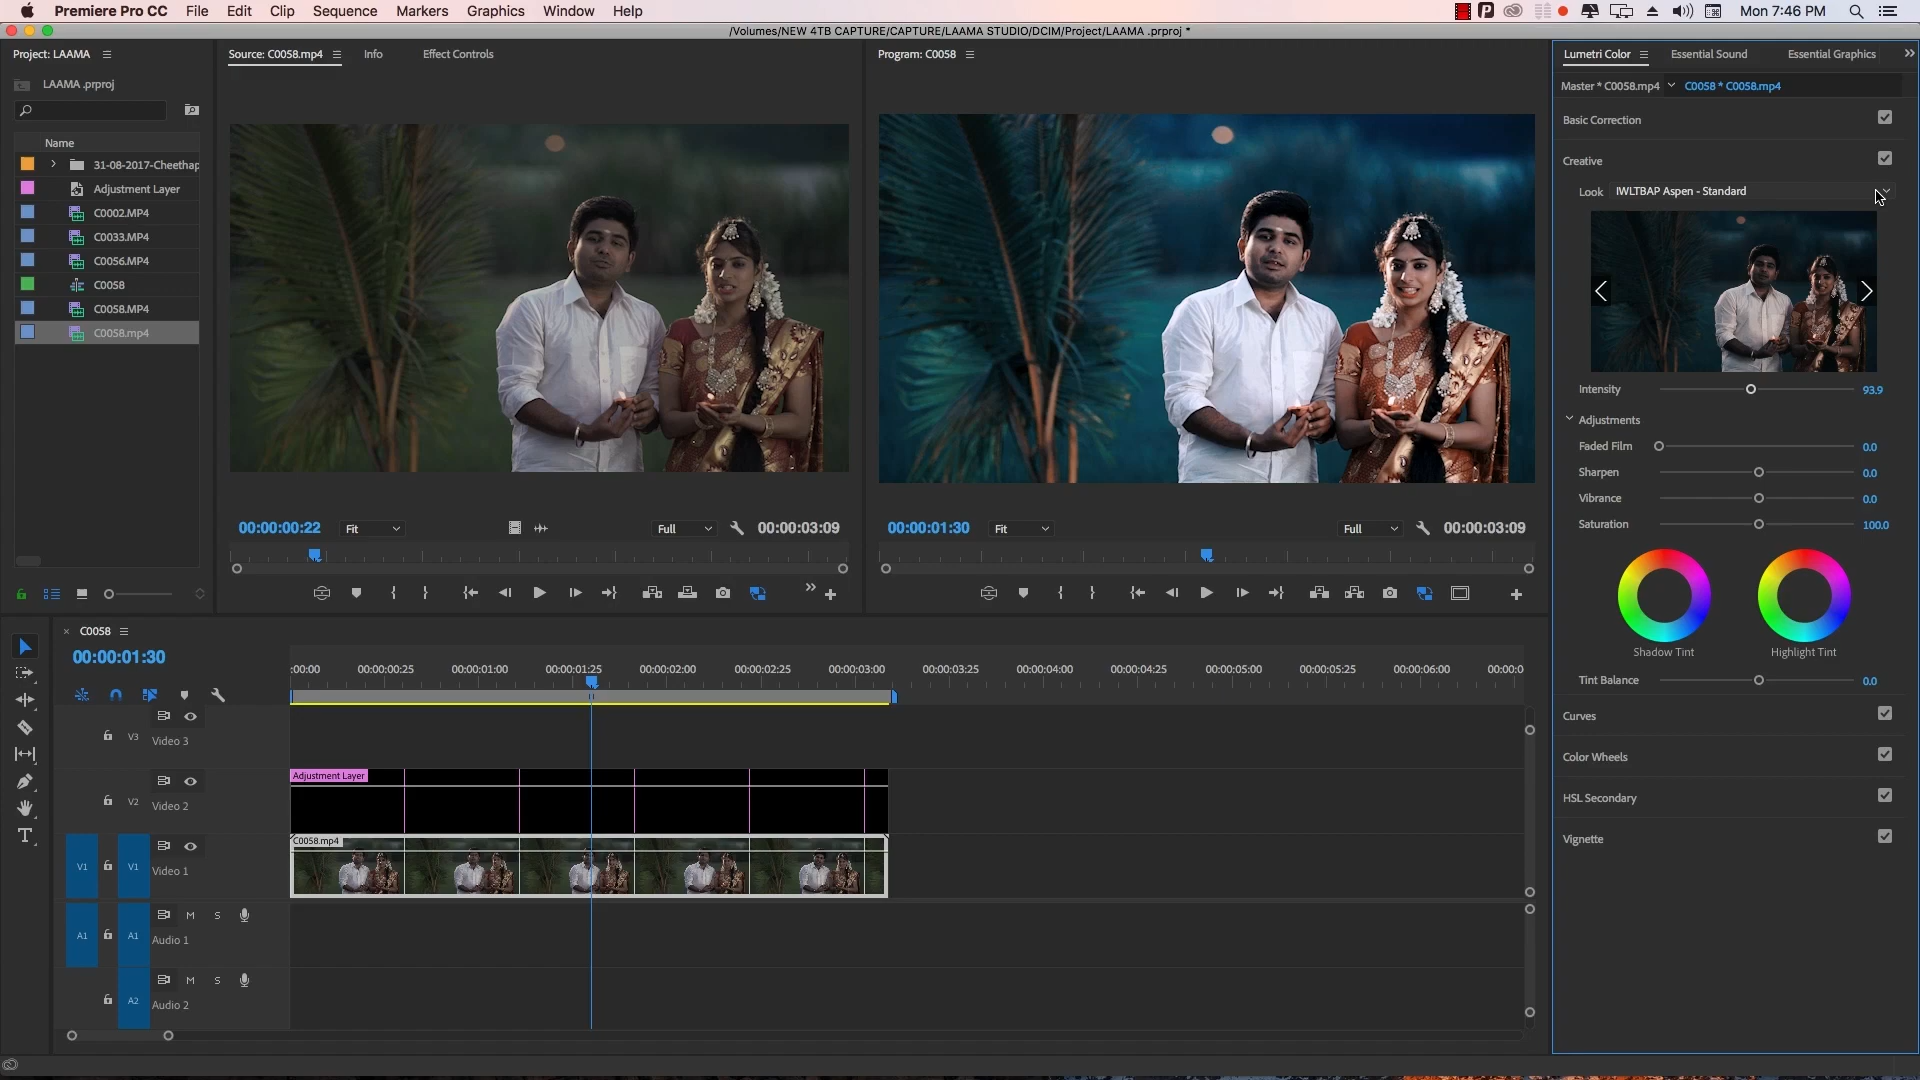 Premiere Pro CC File Edit Clip Sequence Markers Graphics Window Help Mon 7:46 PM
/Volumes/NEW 4TB CAPTURE/CAPTURE/LAAMA STUDIO/DCIM/Project/LAAMA .prproj *
Project: LAAMA
LAAMA .prproj
Name
31-08-2017-Cheethap
Adjustment Layer
C0002.MP4
C0033.MP4
C0056.MP4
C0058
C0058.MP4
C0058.mp4
Source: C0058.mp4 Info Effect Controls
00:00:00:22 Fit Full 00:00:03:09
Program: C0058
00:00:01:30 Fit Full 00:00:03:09
Lumetri Color Essential Sound Essential Graphics
Master * C0058.mp4 C0058 * C0058.mp4
Basic Correction
Creative
Look IWLTBAP Aspen - Standard
Intensity 93.9
Adjustments
Faded Film 0.0
Sharpen 0.0
Vibrance 0.0
Saturation 100.0
Shadow Tint Highlight Tint
Tint Balance 0.0
Curves
Color Wheels
HSL Secondary
Vignette
× C0058
00:00:01:30
:00:00 00:00:00:25 00:00:01:00 00:00:01:25 00:00:02:00 00:00:02:25 00:00:03:00 00:00:03:25 00:00:04:00 00:00:04:25 00:00:05:00 00:00:05:25 00:00:06:00 00:00:0
V3 Video 3
Adjustment Layer
V2 Video 2
C0058.mp4
V1 V1 Video 1
M S
A1 A1 Audio 1
M S
A2 Audio 2